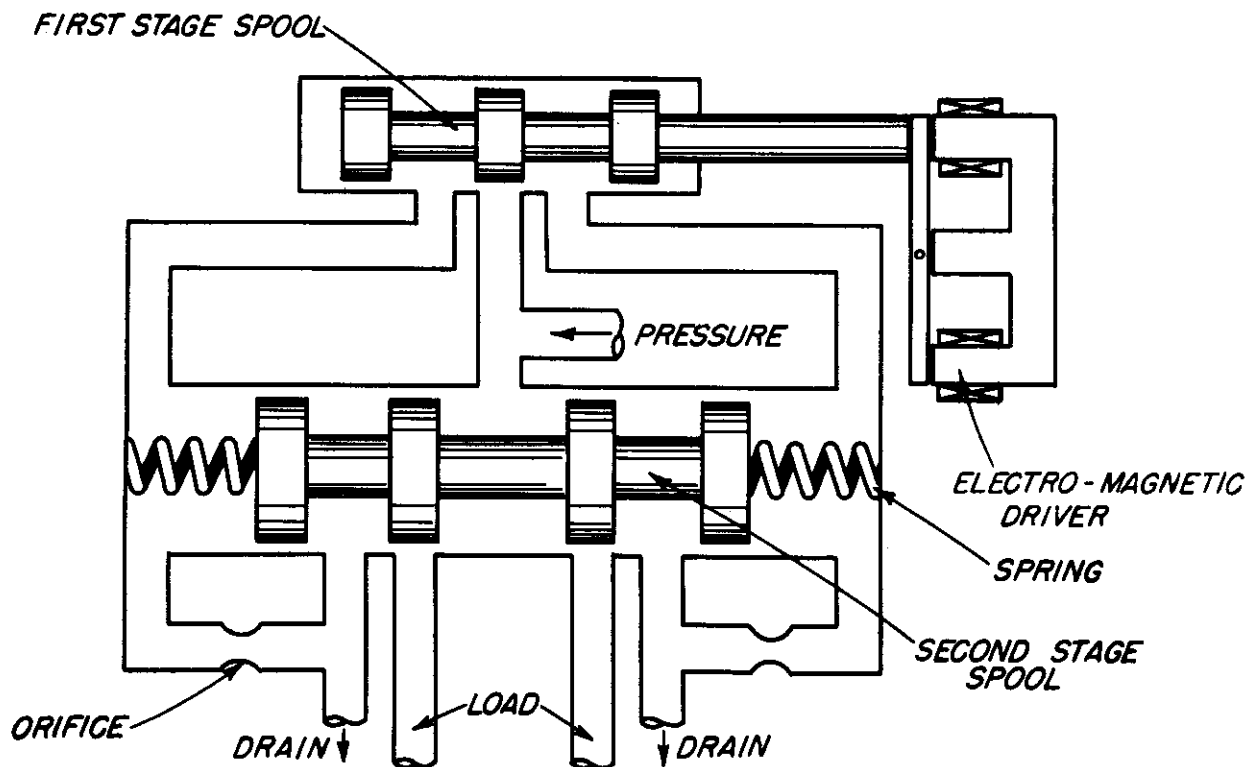 FIRST STAGE SPOOL
PRESSURE
ELECTRO-MAGNETIC
DRIVER
SPRING
SECOND STAGE
SPOOL
ORIFICE
LOAD
DRAIN
DRAIN